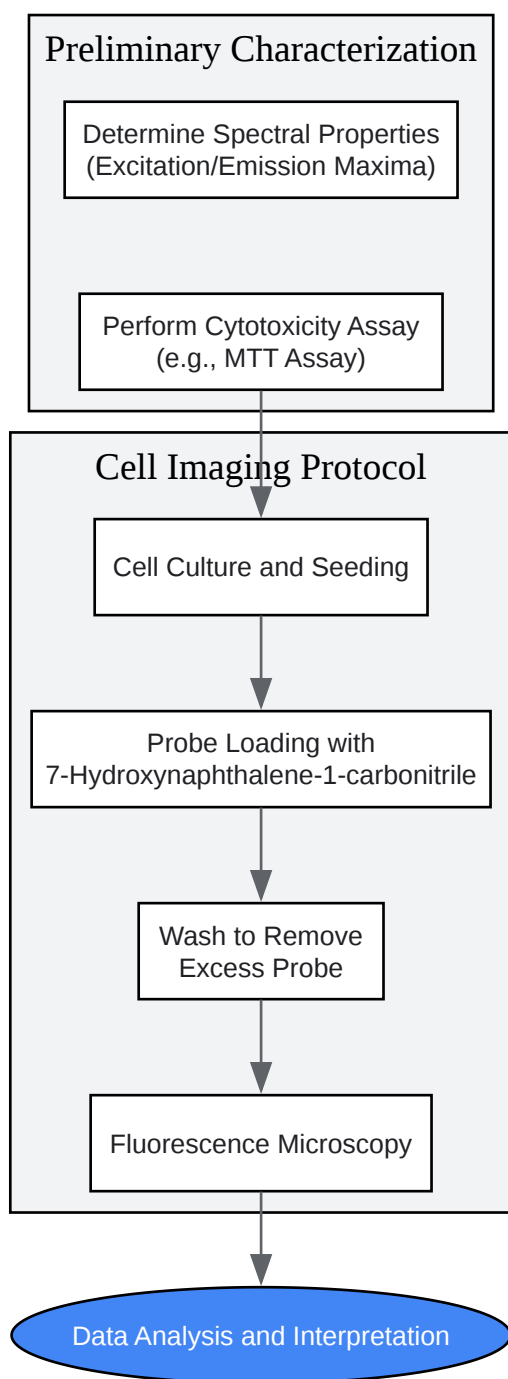 Preliminary Characterization
Determine Spectral Properties
(Excitation/Emission Maxima)
Perform Cytotoxicity Assay
(e.g., MTT Assay)
Cell Imaging Protocol
Cell Culture and Seeding
Probe Loading with
7-Hydroxynaphthalene-1-carbonitrile
Wash to Remove
Excess Probe
Fluorescence Microscopy
Data Analysis and Interpretation